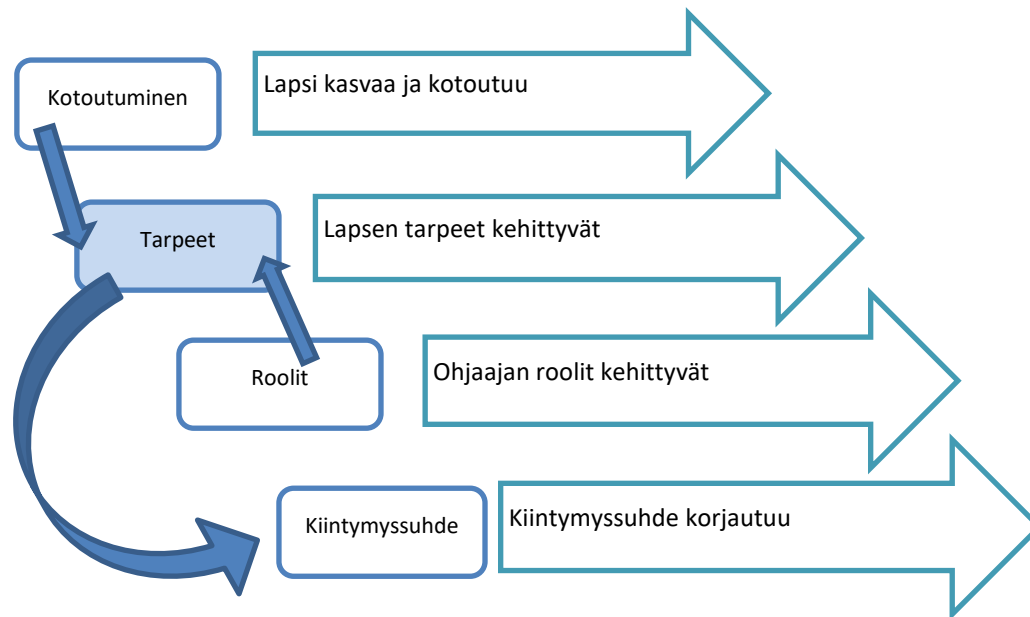 Kotoutuminen
Lapsi kasvaa ja kotoutuu
Tarpeet
Lapsen tarpeet kehittyvät
Roolit
Ohjaajan roolit kehittyvät
Kiintymyssuhde
Kiintymyssuhde korjautuu